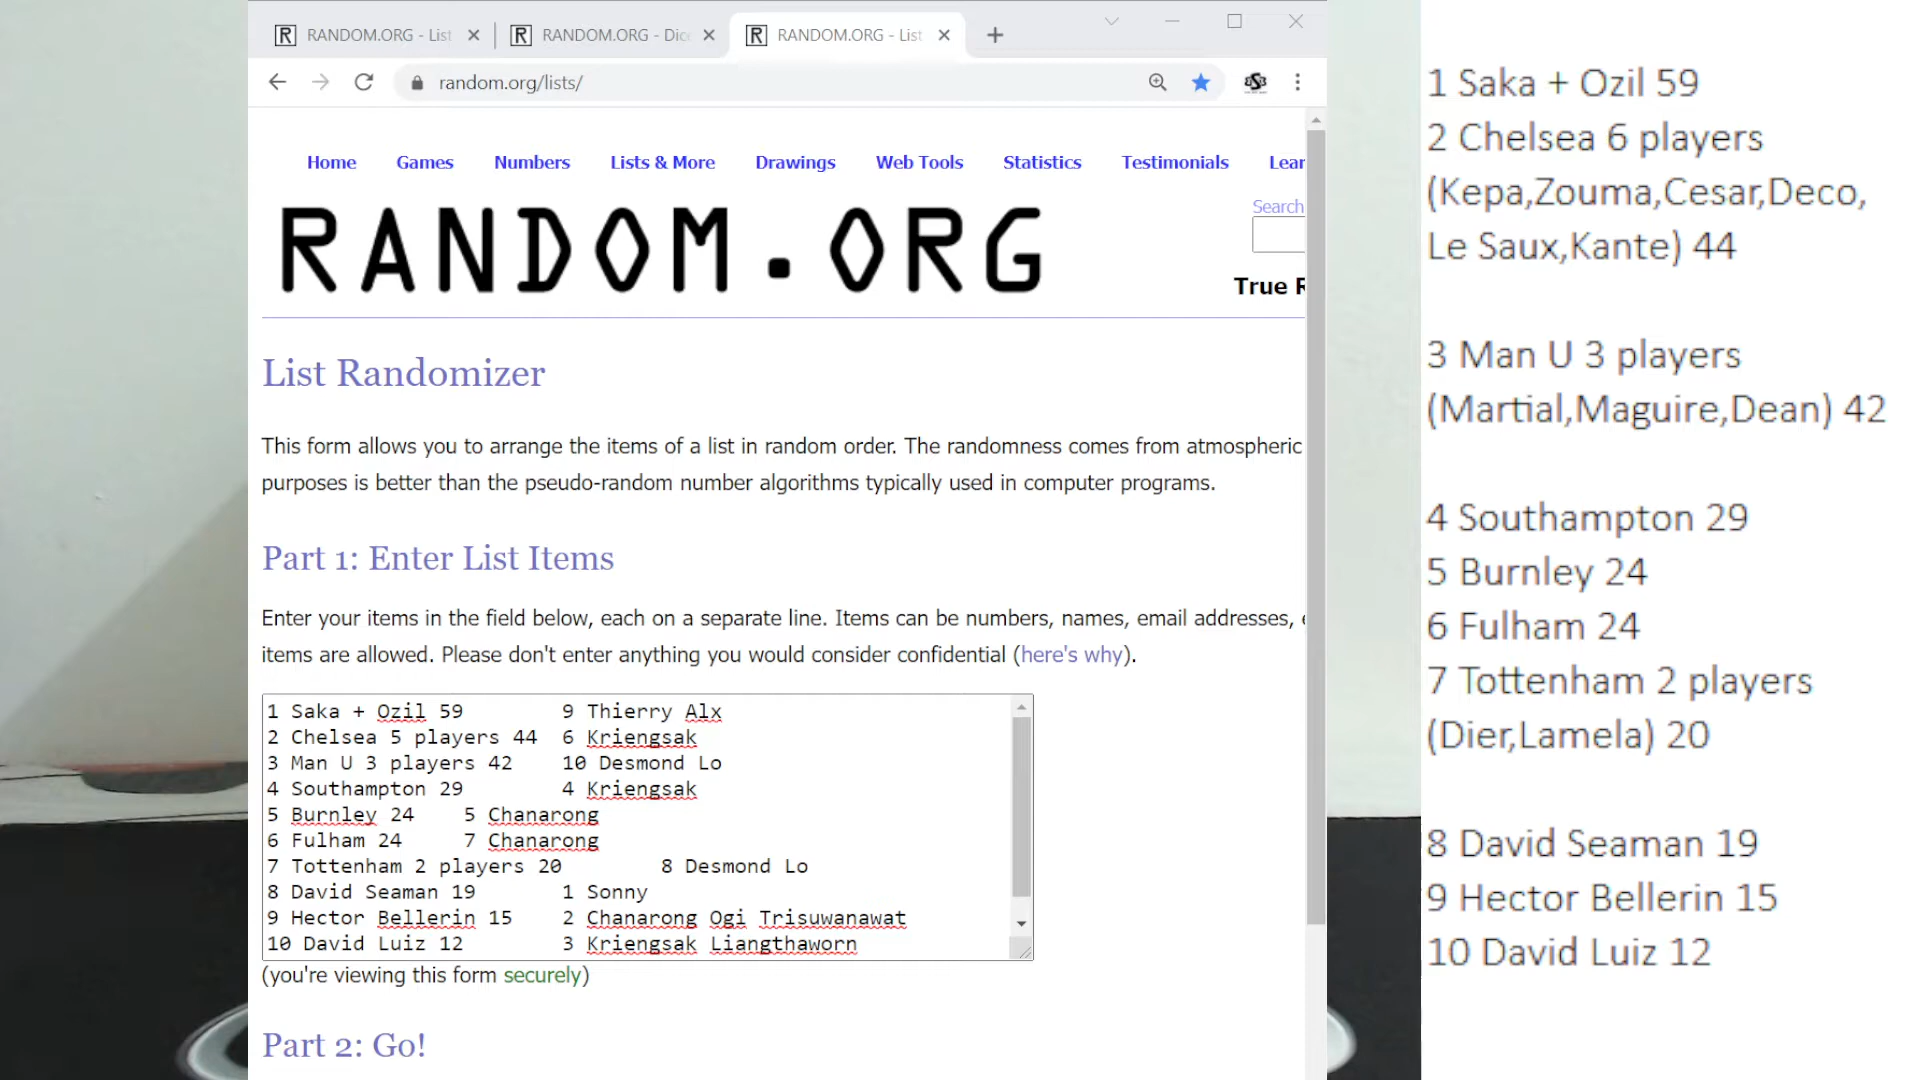 RANDOM.ORG - List
RANDOM.ORG - Dice
RANDOM.ORG - List
random.org/lists/
Home Games Numbers Lists & More Drawings Web Tools Statistics Testimonials Lear
RANDOM.ORG
Search
True R
List Randomizer
This form allows you to arrange the items of a list in random order. The randomness comes from atmospheric
purposes is better than the pseudo-random number algorithms typically used in computer programs.
Part 1: Enter List Items
Enter your items in the field below, each on a separate line. Items can be numbers, names, email addresses, e
items are allowed. Please don't enter anything you would consider confidential (here's why).
1 Saka + Ozil 59 9 Thierry Alx
2 Chelsea 5 players 44 6 Kriengsak
3 Man U 3 players 42 10 Desmond Lo
4 Southampton 29 4 Kriengsak
5 Burnley 24 5 Chanarong
6 Fulham 24 7 Chanarong
7 Tottenham 2 players 20 8 Desmond Lo
8 David Seaman 19 1 Sonny
9 Hector Bellerin 15 2 Chanarong Ogi Trisuwanawat
10 David Luiz 12 3 Kriengsak Liangthaworn
(you're viewing this form securely)
Part 2: Go!
1 Saka + Ozil 59
2 Chelsea 6 players
(Kepa,Zouma,Cesar,Deco,
Le Saux,Kante) 44
3 Man U 3 players
(Martial,Maguire,Dean) 42
4 Southampton 29
5 Burnley 24
6 Fulham 24
7 Tottenham 2 players
(Dier,Lamela) 20
8 David Seaman 19
9 Hector Bellerin 15
10 David Luiz 12